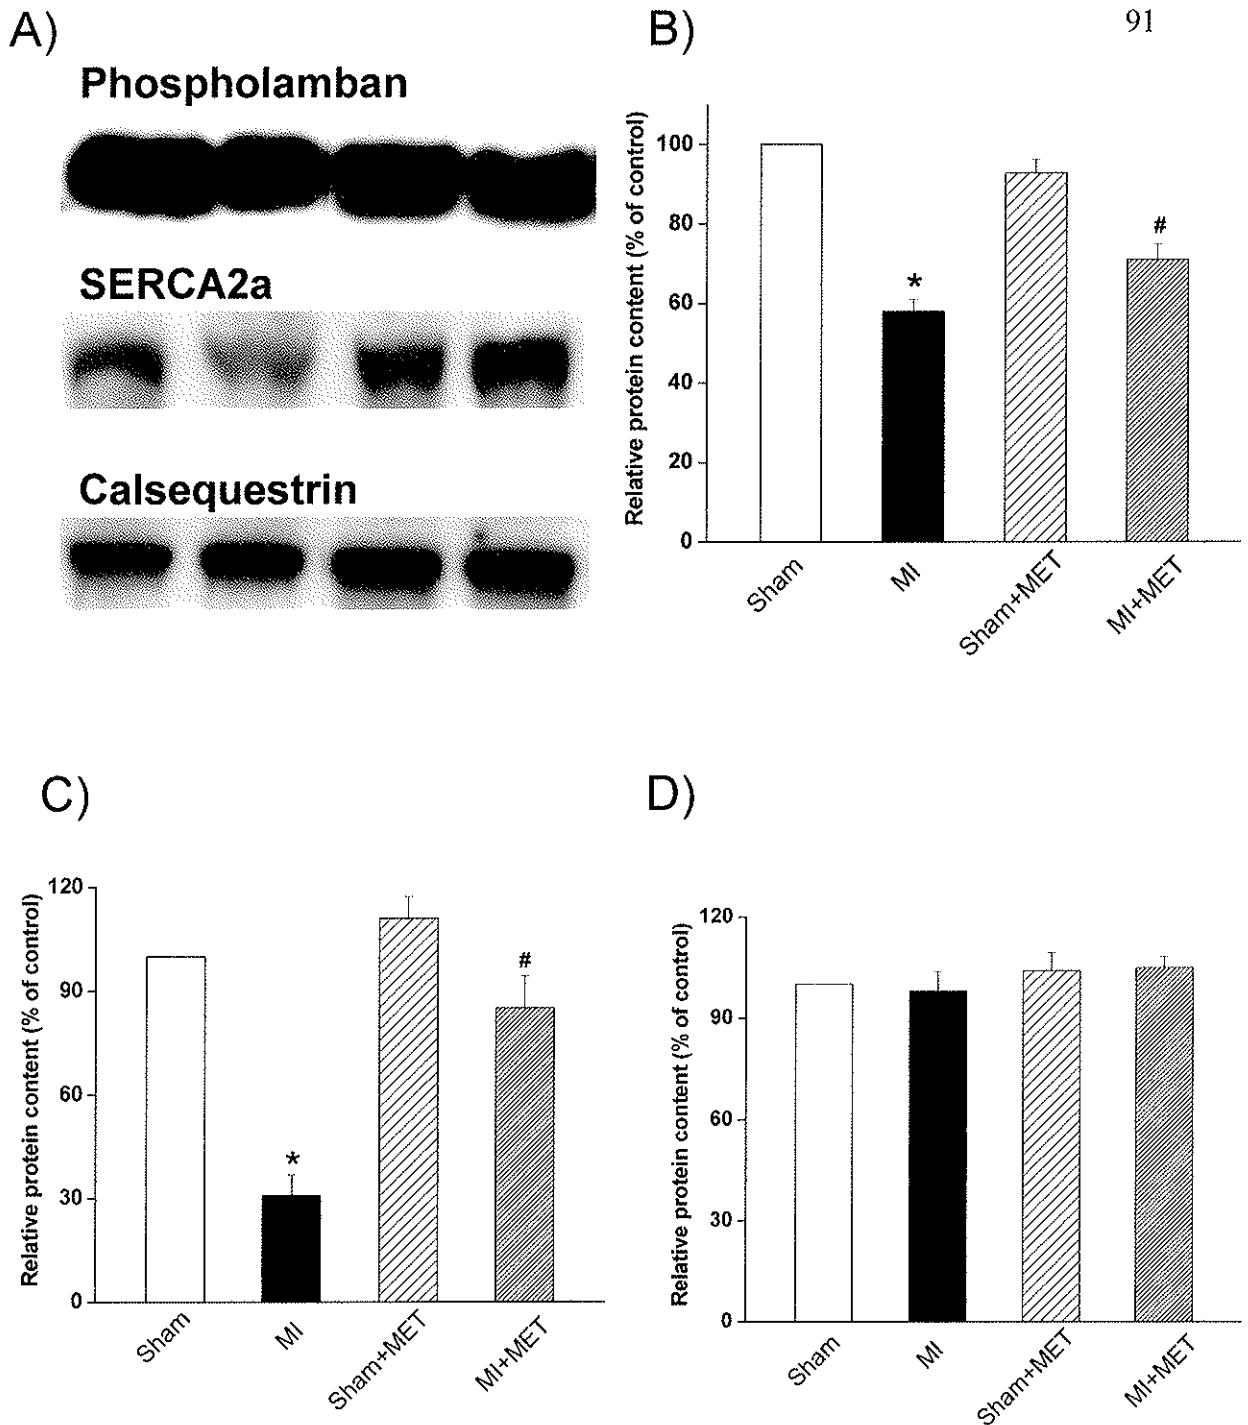 A)
Phospholamban
SERCA2a
Calsequestrin
B)
91
Relative protein content (% of control)
100
80
60
40
20
0
*
#
Sham
MI
Sham+MET
MI+MET
C)
Relative protein content (% of control)
120
90
60
30
0
*
#
Sham
MI
Sham+MET
MI+MET
D)
Relative protein content (% of control)
120
90
60
30
0
Sham
MI
Sham+MET
MI+MET